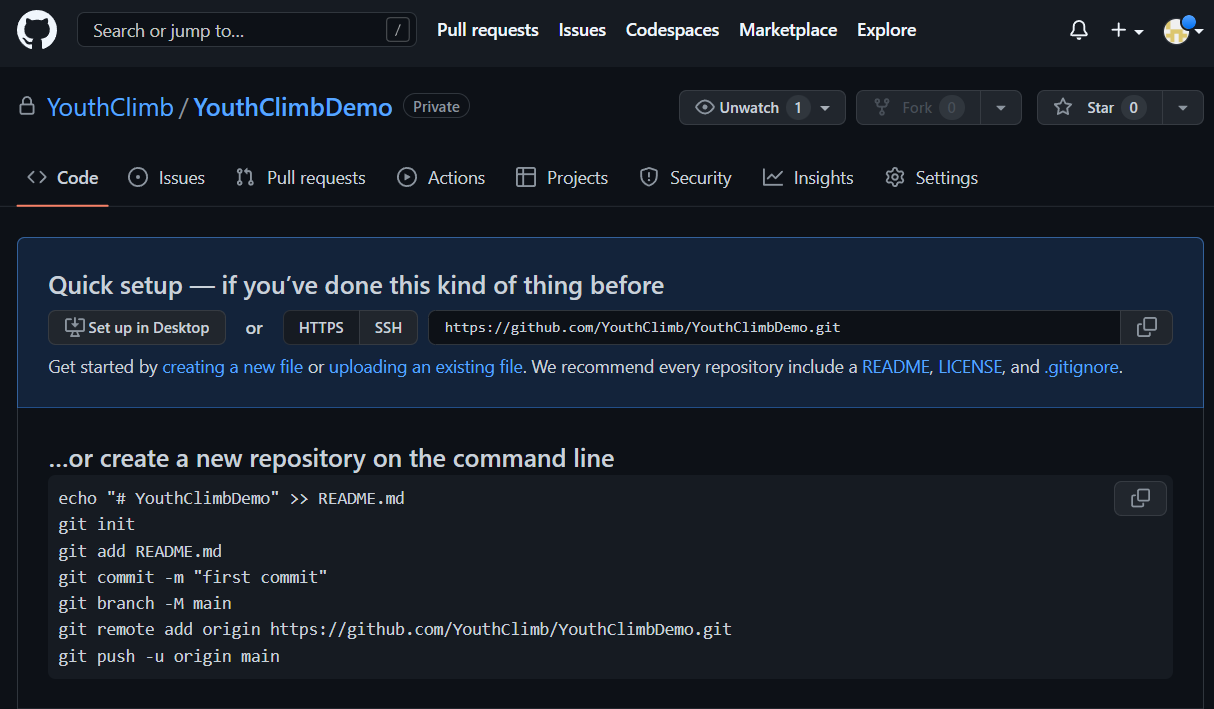 Search or jump to... / Pull requests Issues Codespaces Marketplace Explore
YouthClimb / YouthClimbDemo Private Unwatch 1 Fork 0 Star 0
Code Issues Pull requests Actions Projects Security Insights Settings
Quick setup — if you’ve done this kind of thing before
Set up in Desktop or HTTPS SSH https://github.com/YouthClimb/YouthClimbDemo.git
Get started by creating a new file or uploading an existing file. We recommend every repository include a README, LICENSE, and .gitignore.
…or create a new repository on the command line
echo "# YouthClimbDemo" >> README.md
git init
git add README.md
git commit -m "first commit"
git branch -M main
git remote add origin https://github.com/YouthClimb/YouthClimbDemo.git
git push -u origin main